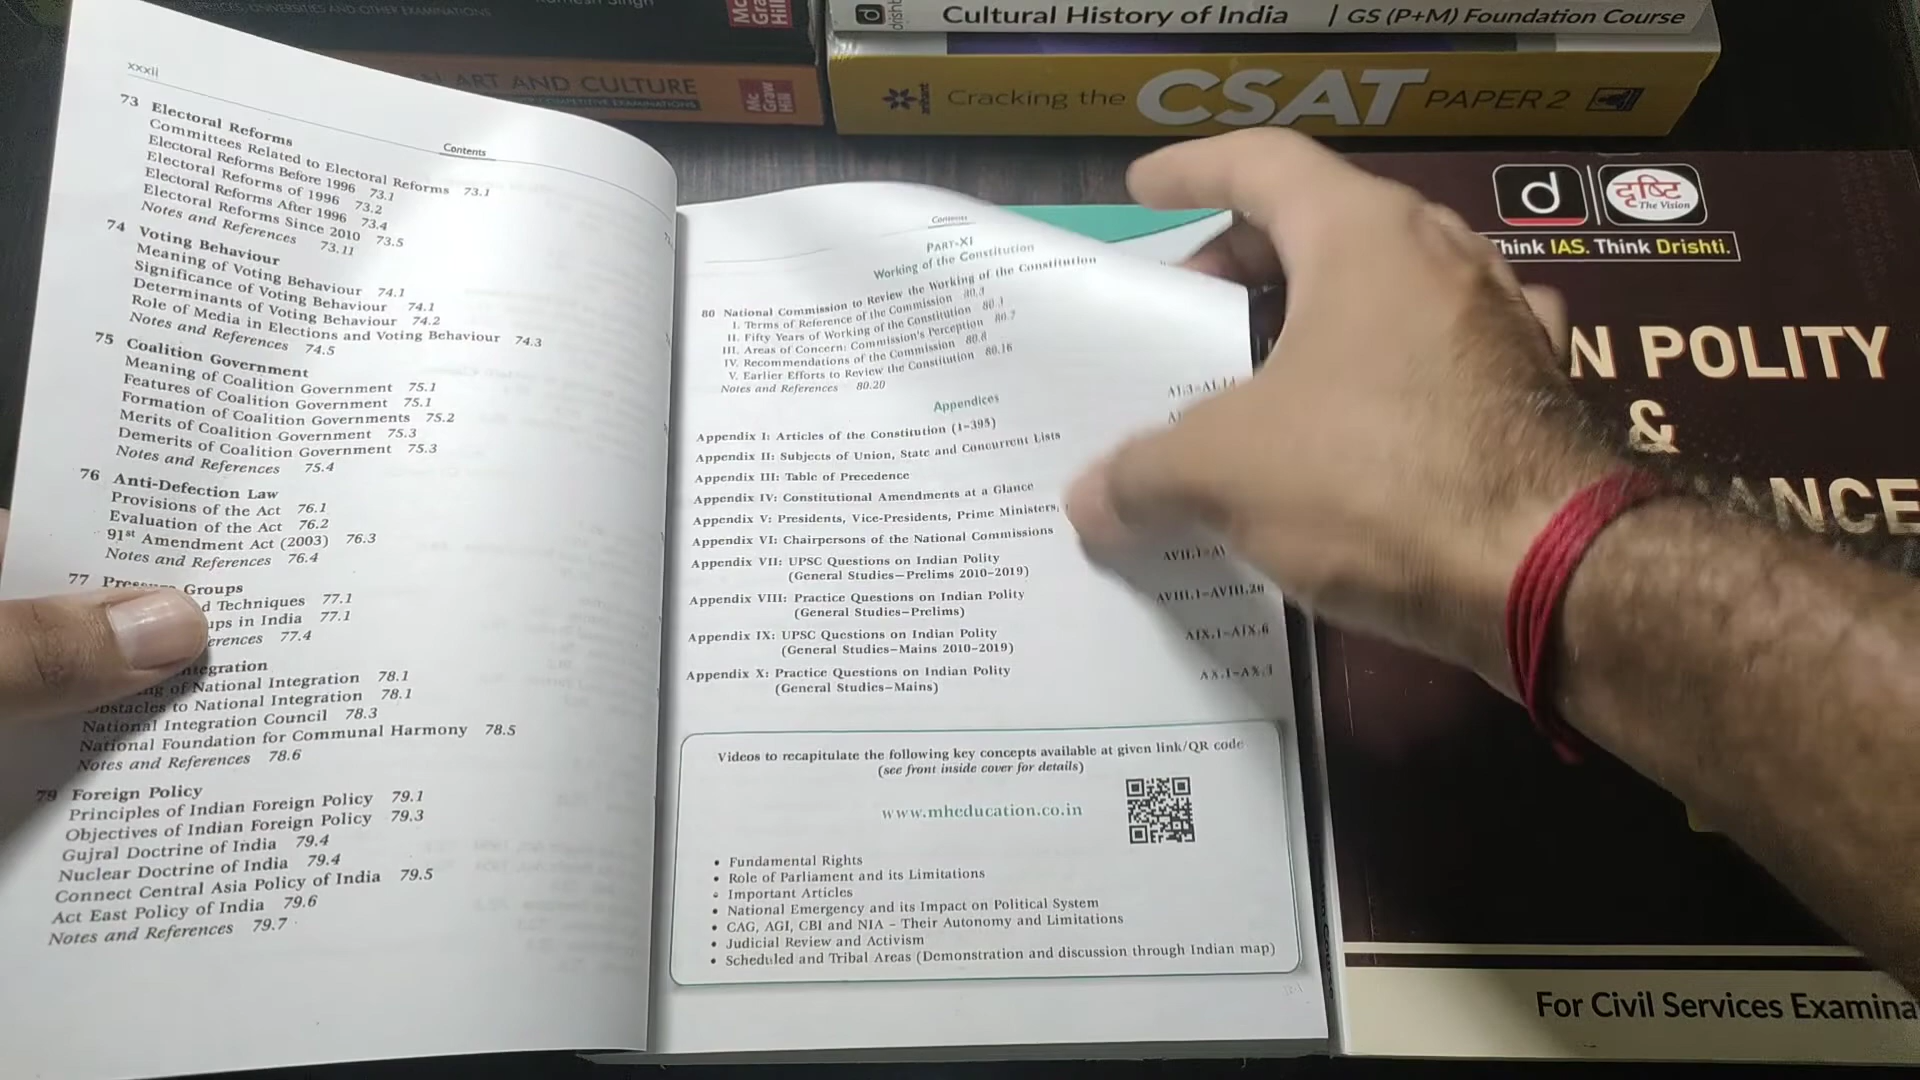 SERVICES, UNIVERSITIES AND OTHER EXAMINATIONS
Singh
Mc
Gra
Hill
ART AND CULTURE
Mc
Graw
Hill
Cultural History of India | GS (P+M) Foundation Course
arihant
Cracking the CSAT PAPER 2
xxxii
Contents
73 Electoral Reforms
Committees Related to Electoral Reforms 73.1
Electoral Reforms Before 1996 73.1
Electoral Reforms of 1996 73.2
Electoral Reforms After 1996 73.4
Electoral Reforms Since 2010 73.5
Notes and References 73.11
74 Voting Behaviour
Meaning of Voting Behaviour 74.1
Significance of Voting Behaviour 74.1
Determinants of Voting Behaviour 74.2
Role of Media in Elections and Voting Behaviour 74.3
Notes and References 74.5
75 Coalition Government
Meaning of Coalition Government 75.1
Features of Coalition Government 75.1
Formation of Coalition Governments 75.2
Merits of Coalition Government 75.3
Demerits of Coalition Government 75.3
Notes and References 75.4
76 Anti-Defection Law
Provisions of the Act 76.1
Evaluation of the Act 76.2
91st Amendment Act (2003) 76.3
Notes and References 76.4
77 Groups
Techniques 77.1
in India 77.1
77.4
of National Integration 78.1
Obstacles to National Integration 78.1
National Integration Council 78.3
National Foundation for Communal Harmony 78.5
Notes and References 78.6
79 Foreign Policy
Principles of Indian Foreign Policy 79.1
Objectives of Indian Foreign Policy 79.3
Gujral Doctrine of India 79.4
Nuclear Doctrine of India 79.4
Connect Central Asia Policy of India 79.5
Act East Policy of India 79.6
Notes and References 79.7
Contents
PART-XI
Working of the Constitution
80 National Commission to Review the Working of the Constitution
I. Terms of Reference of the Commission
II. Fifty Years of Working of the Constitution
III. Areas of Concern: Commission's Perception 80.7
IV. Recommendations of the Commission 80.8
V. Earlier Efforts to Review the Constitution 80.16
Notes and References 80.20
Appendices
Appendix I: Articles of the Constitution (1–395)
Appendix II: Subjects of Union, State and Concurrent Lists
Appendix III: Table of Precedence
Appendix IV: Constitutional Amendments at a Glance
Appendix V: Presidents, Vice-Presidents, Prime Ministers,
Appendix VI: Chairpersons of the National Commissions
Appendix VII: UPSC Questions on Indian Polity
(General Studies–Prelims 2010–2019)
Appendix VIII: Practice Questions on Indian Polity AVIII.1–AVIII.26
(General Studies–Prelims)
Appendix IX: UPSC Questions on Indian Polity AIX.1–AIX.6
(General Studies–Mains 2010–2019)
Appendix X: Practice Questions on Indian Polity
(General Studies–Mains)
Videos to recapitulate the following key concepts available at given link/QR code
(see front inside cover for details)
www.mheducation.co.in
• Fundamental Rights
• Role of Parliament and its Limitations
• Important Articles
• National Emergency and its Impact on Political System
• CAG, AGI, CBI and NIA – Their Autonomy and Limitations
• Judicial Review and Activism
• Scheduled and Tribal Areas (Demonstration and discussion through Indian map)
d दृष्टि
The Vision
Think IAS. Think Drishti.
N POLITY
&
ANCE
For Civil Services Examina